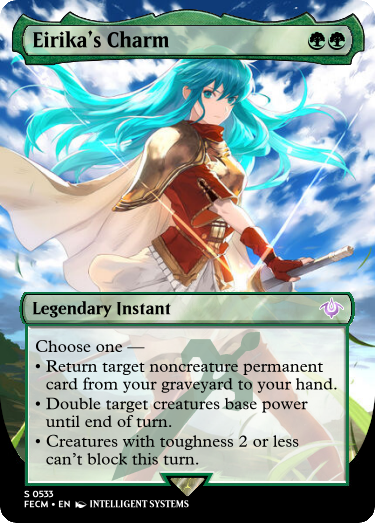 Eirika's Charm
Legendary Instant
Choose one —
• Return target noncreature permanent
card from your graveyard to your hand.
• Double target creatures base power
until end of turn.
• Creatures with toughness 2 or less
can't block this turn.
S 0533
FECM • EN INTELLIGENT SYSTEMS